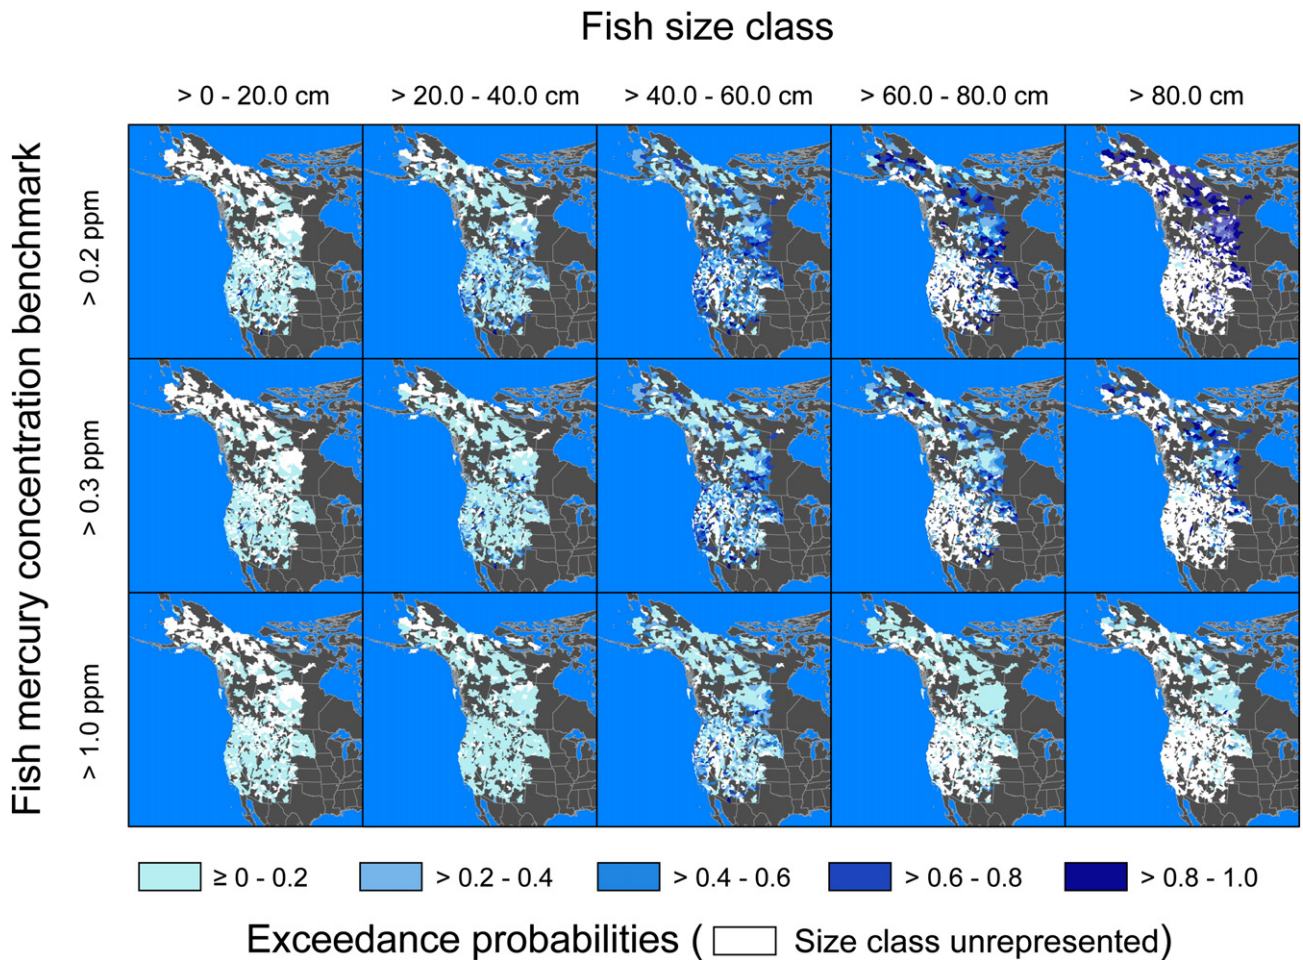 Fish size class
> 0 - 20.0 cm
> 20.0 - 40.0 cm
> 40.0 - 60.0 cm
> 60.0 - 80.0 cm
> 80.0 cm
Fish mercury concentration benchmark
> 0.2 ppm
> 0.3 ppm
> 1.0 ppm
≥ 0 - 0.2
> 0.2 - 0.4
> 0.4 - 0.6
> 0.6 - 0.8
> 0.8 - 1.0
Exceedance probabilities ( Size class unrepresented)